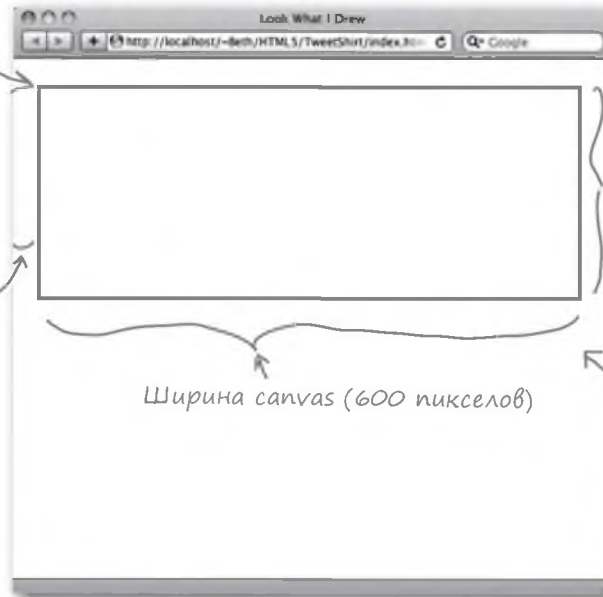 Look What I Drew
http://localhost/~Beth/HTML5/TweetShirt/index.htm
Google
Ширина canvas (600 пикселов)